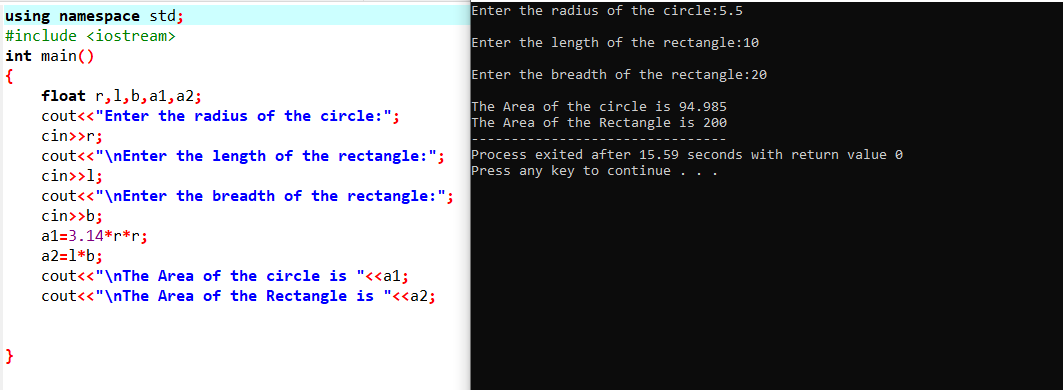 using namespace std;
#include <iostream>
int main()
{
float r,l,b,a1,a2;
cout<<"Enter the radius of the circle:";
cin>>r;
cout<<"\nEnter the length of the rectangle:";
cin>>l;
cout<<"\nEnter the breadth of the rectangle:";
cin>>b;
a1=3.14*r*r;
a2=l*b;
cout<<"\nThe Area of the circle is "<<a1;
cout<<"\nThe Area of the Rectangle is "<<a2;
}
Enter the radius of the circle:5.5
Enter the length of the rectangle:10
Enter the breadth of the rectangle:20
The Area of the circle is 94.985
The Area of the Rectangle is 200
--------------------------------
Process exited after 15.59 seconds with return value 0
Press any key to continue . . .